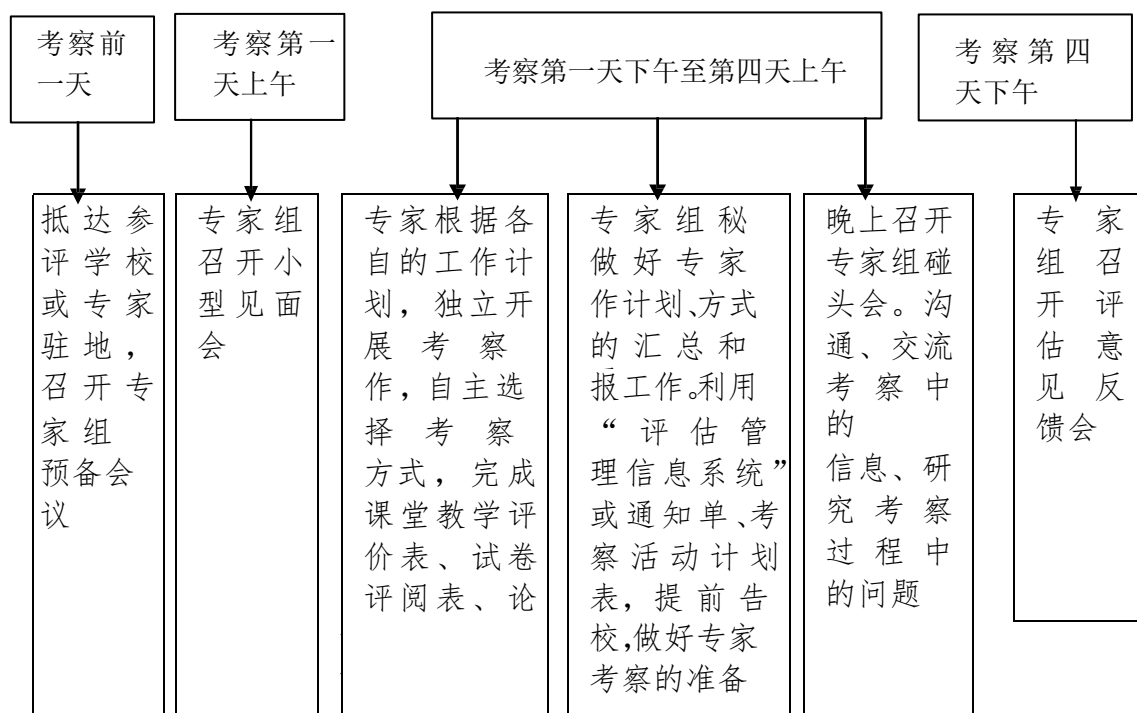 考察前
一天
考察第一
天上午
考察第一天下午至第四天上午
考察第四
天下午
抵达参
评学校
或专家
驻地，
召开专
家组
预备会
议
专家组
召开小
型见面
会
专家根据各
自的工作计
划，独立开
展考察
作，自主选
择考察
方式，完成
课堂教学评
价表、试卷
评阅表、论
专家组秘
做好专家
作计划、方式
的汇总和
报工作。利用
“评估管
理信息系统”
或通知单、考
察活动计划
表，提前告
校，做好专家
考察的准备
晚上召开
专家组碰
头会。沟
通、交流
考察中
的
信息、研
究考察
过程中
的问题
专家
组召
开评
估意
见反
馈会